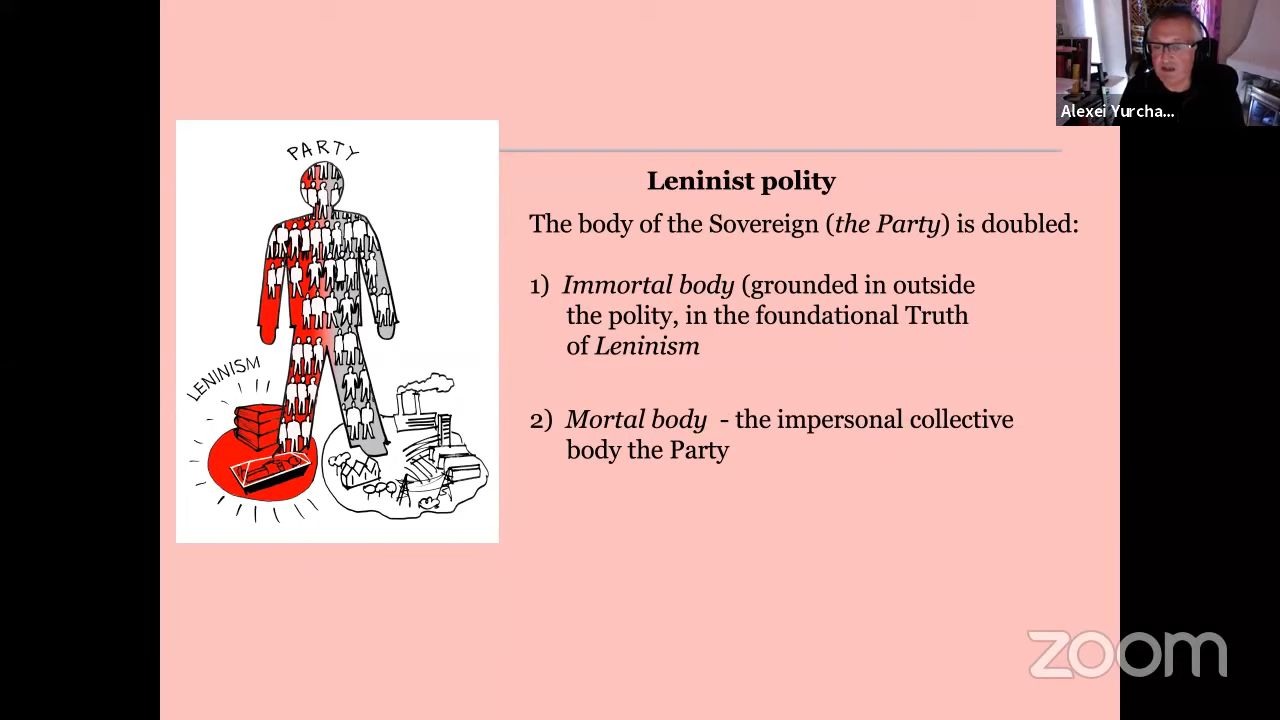 Alexei Yurcha...
PARTY
LENINISM
Leninist polity
The body of the Sovereign (the Party) is doubled:
1) Immortal body (grounded in outside
the polity, in the foundational Truth
of Leninism
2) Mortal body - the impersonal collective
body the Party
zoom